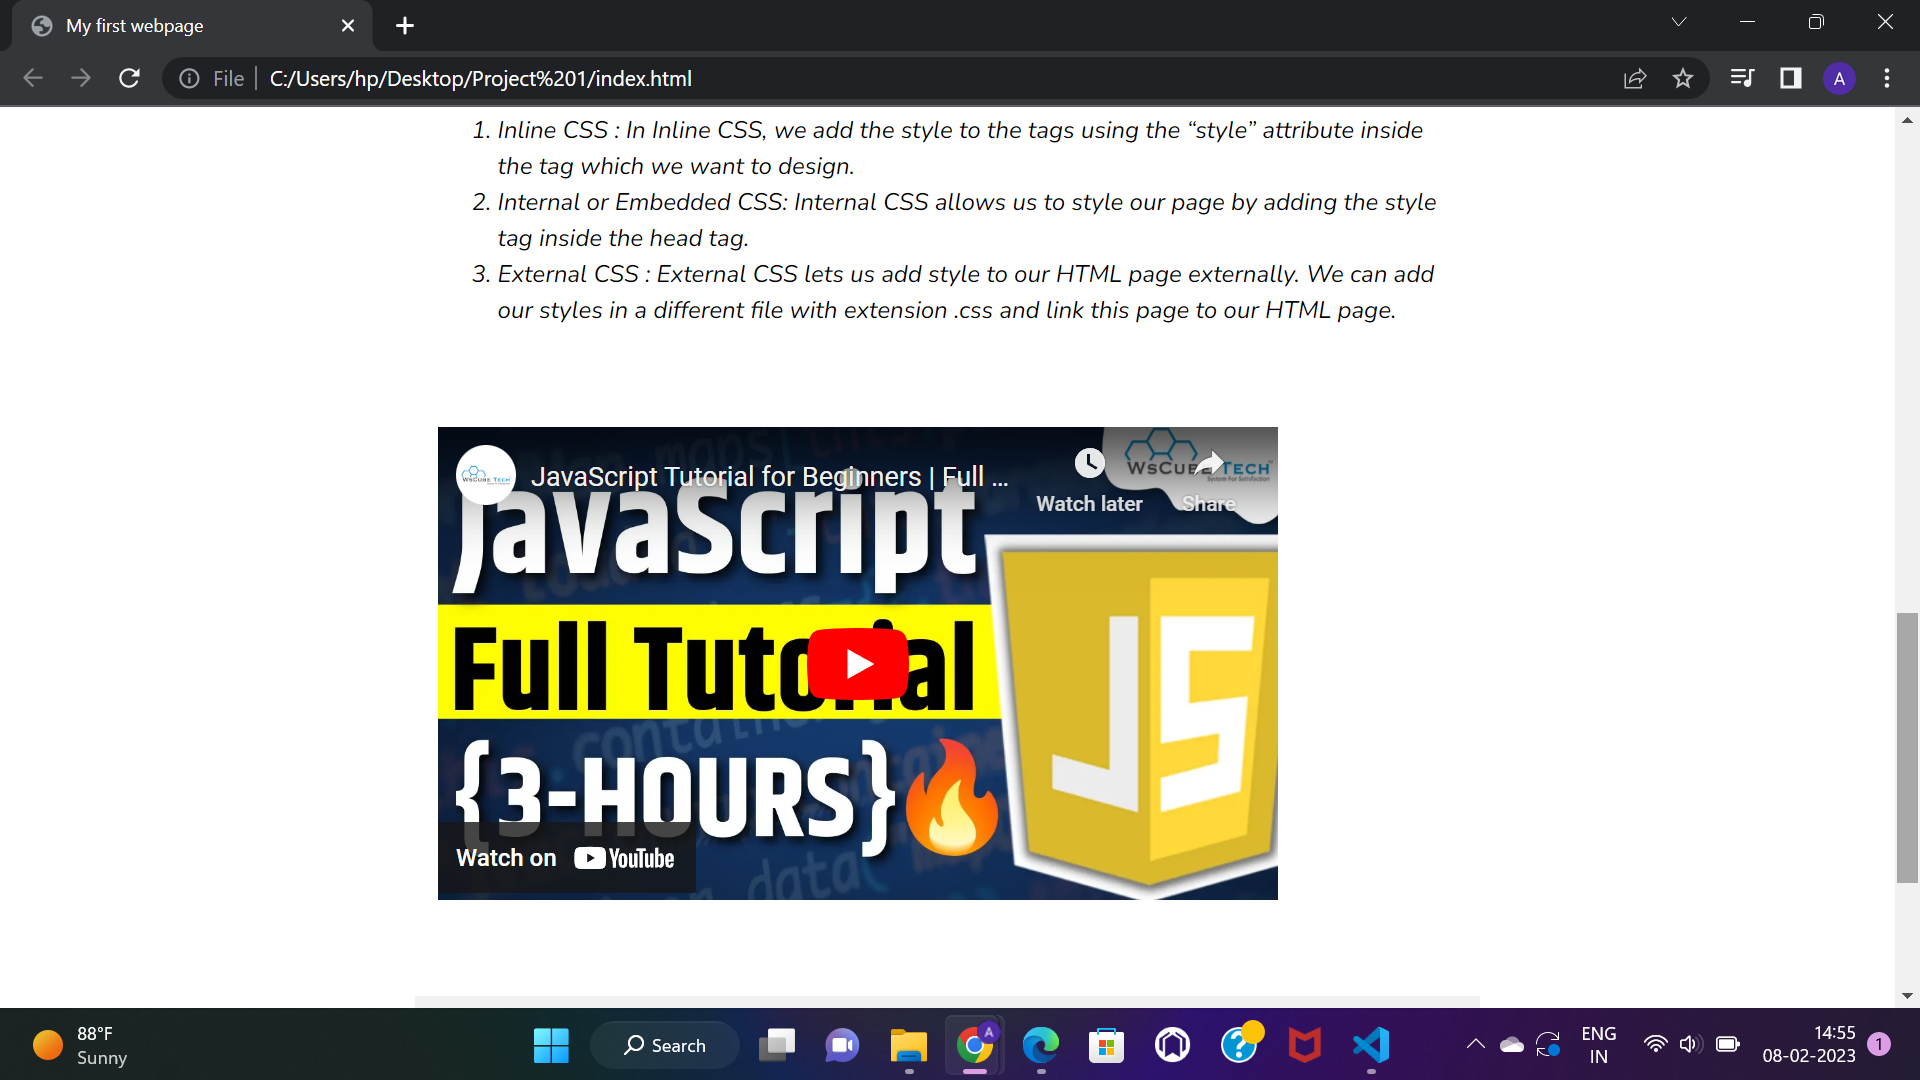 My first webpage
File C:/Users/hp/Desktop/Project%201/index.html
A
1. Inline CSS : In Inline CSS, we add the style to the tags using the “style” attribute inside
the tag which we want to design.
2. Internal or Embedded CSS: Internal CSS allows us to style our page by adding the style
tag inside the head tag.
3. External CSS : External CSS lets us add style to our HTML page externally. We can add
our styles in a different file with extension .css and link this page to our HTML page.
WSCUBE TECH
JavaScript Tutorial for Beginners | Full ...
WSCUBE TECH
System For Satisfaction
Watch later
Share
JavaScript
Full Tutorial
{3-HOURS}
JS
Watch on YouTube
88°F
Sunny
Search
A
ENG
IN
14:55
08-02-2023
1